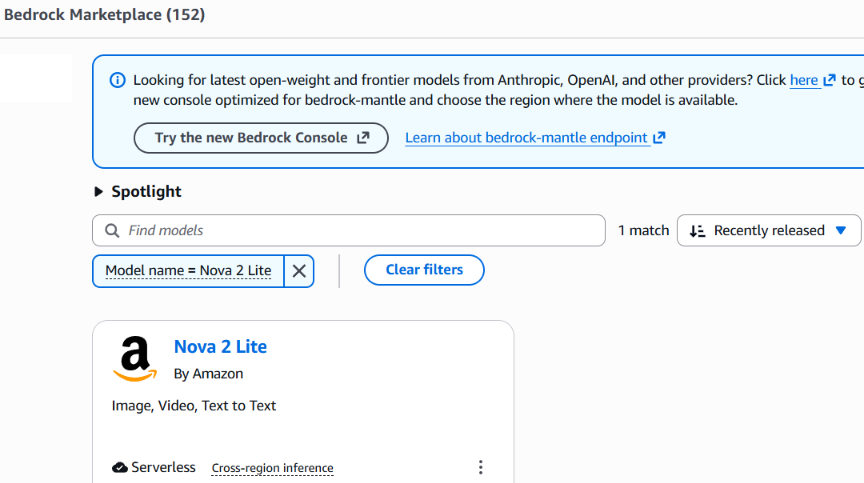 Bedrock Marketplace (152)
Looking for latest open-weight and frontier models from Anthropic, OpenAI, and other providers? Click here to
new console optimized for bedrock-mantle and choose the region where the model is available.
Try the new Bedrock Console
Learn about bedrock-mantle endpoint
Spotlight
Find models
1 match
Recently released
Model name = Nova 2 Lite
Clear filters
Nova 2 Lite
By Amazon
Image, Video, Text to Text
Serverless
Cross-region inference